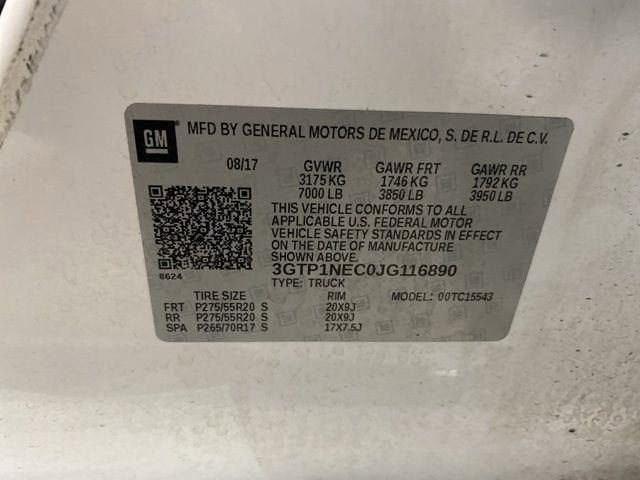 GM MFD BY GENERAL MOTORS DE MEXICO, S. DE R.L. DE C.V.
08/17 GVWR GAWR FRT GAWR RR
3175 KG 1746 KG 1792 KG
7000 LB 3850 LB 3950 LB
THIS VEHICLE CONFORMS TO ALL
APPLICABLE U.S. FEDERAL MOTOR
VEHICLE SAFETY STANDARDS IN EFFECT
ON THE DATE OF MANUFACTURE
SHOWN ABOVE.
3GTP1NEC0JG116890
8624 TYPE: TRUCK
TIRE SIZE RIM MODEL: 00TC15543
FRT P275/55R20 S 20X9J
RR P275/55R20 S 20X9J
SPA P265/70R17 S 17X7.5J